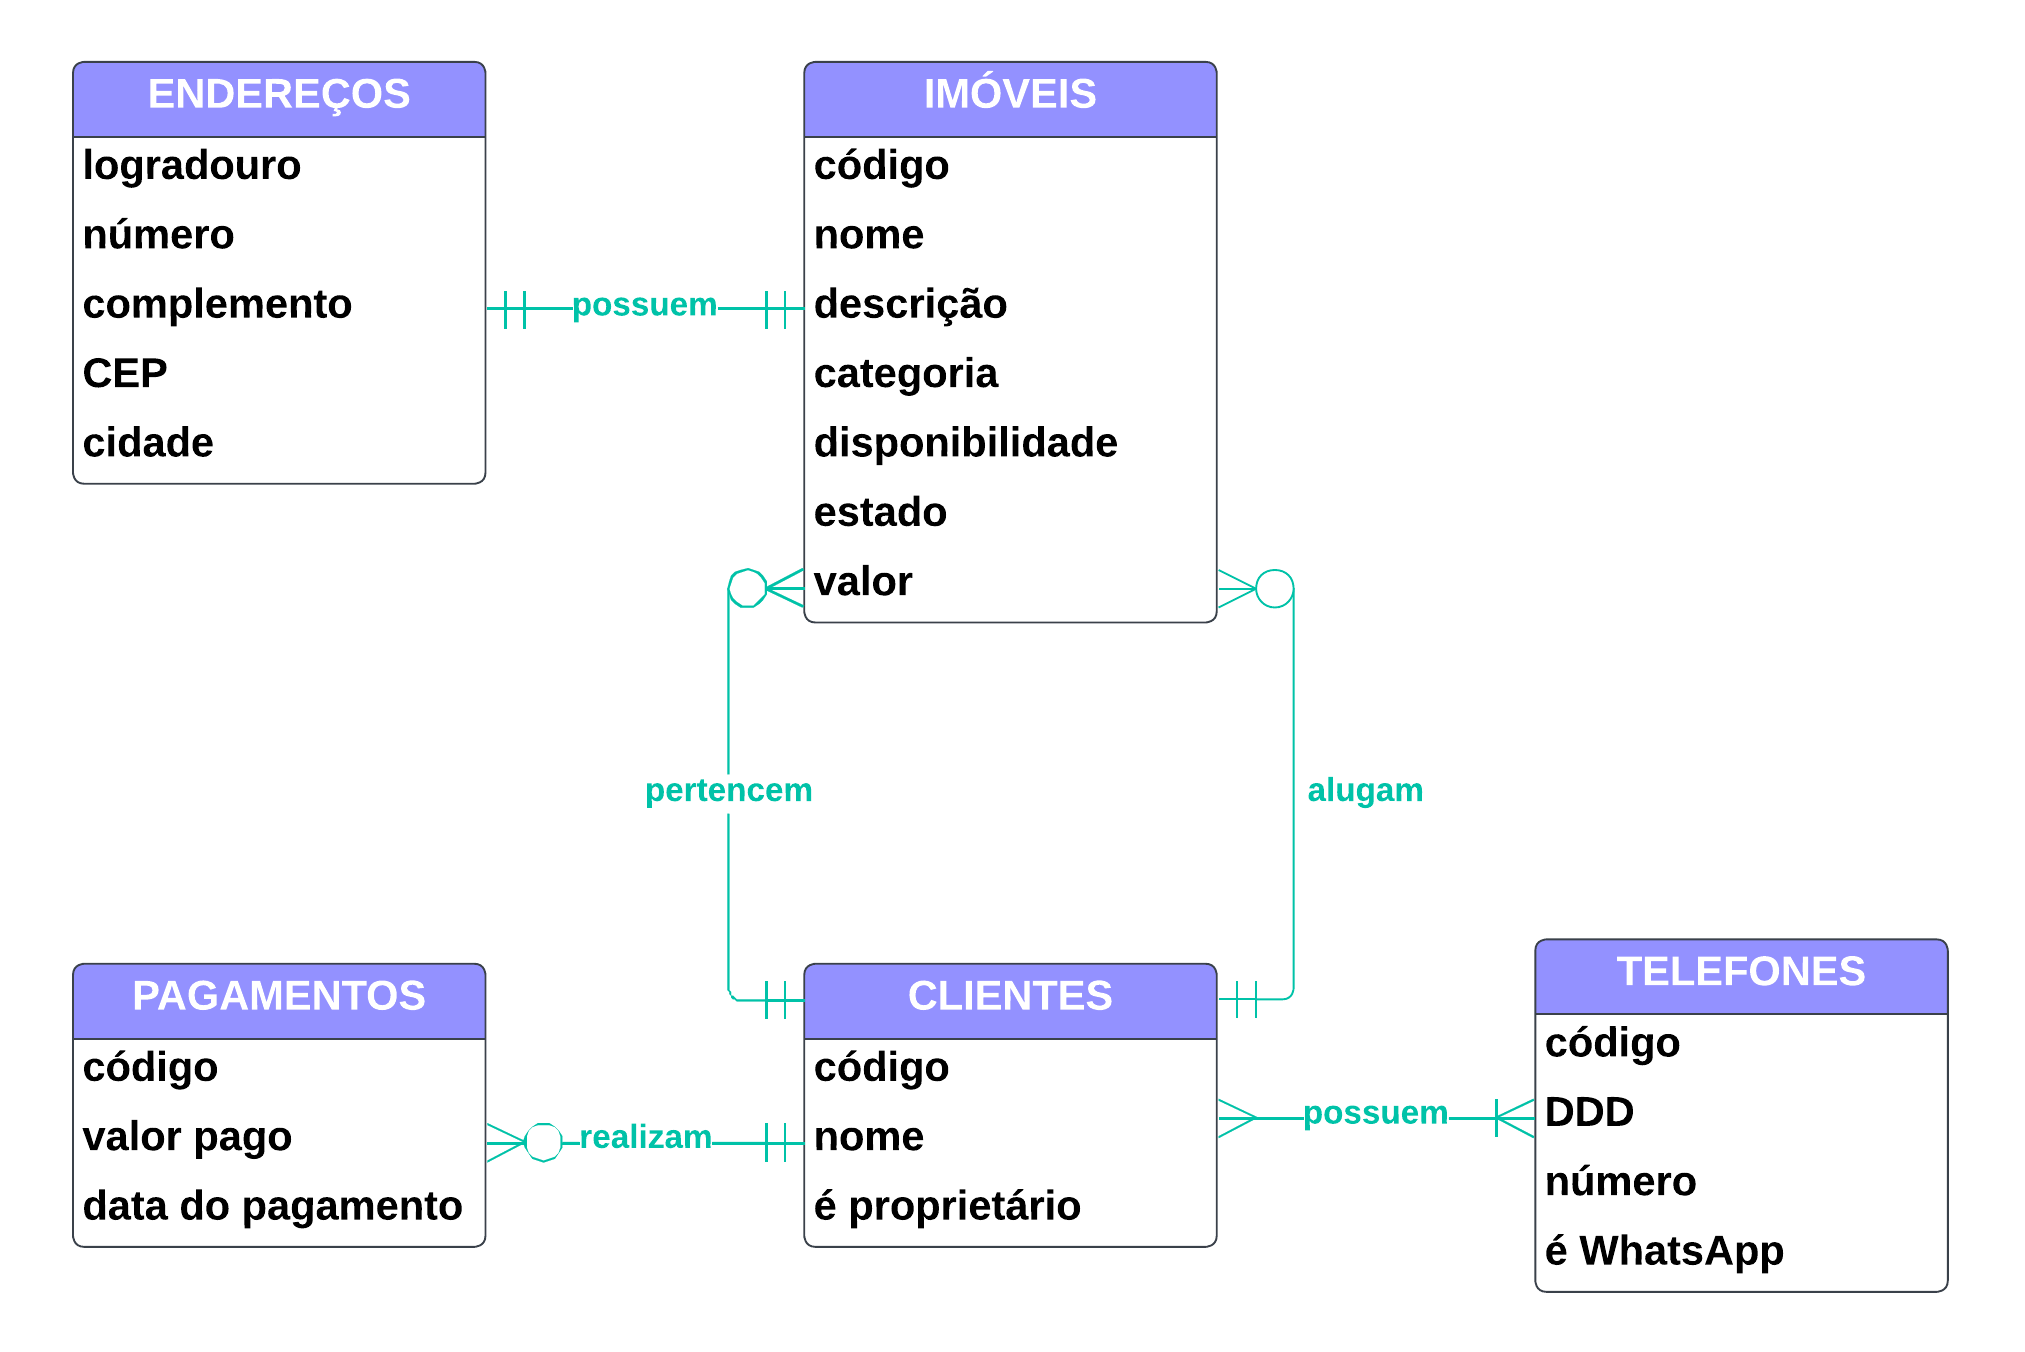 ENDEREÇOS
logradouro
número
complemento
CEP
cidade
possuem
IMÓVEIS
código
nome
descrição
categoria
disponibilidade
estado
valor
pertencem
alugam
PAGAMENTOS
código
valor pago
data do pagamento
realizam
CLIENTES
código
nome
é proprietário
possuem
TELEFONES
código
DDD
número
é WhatsApp